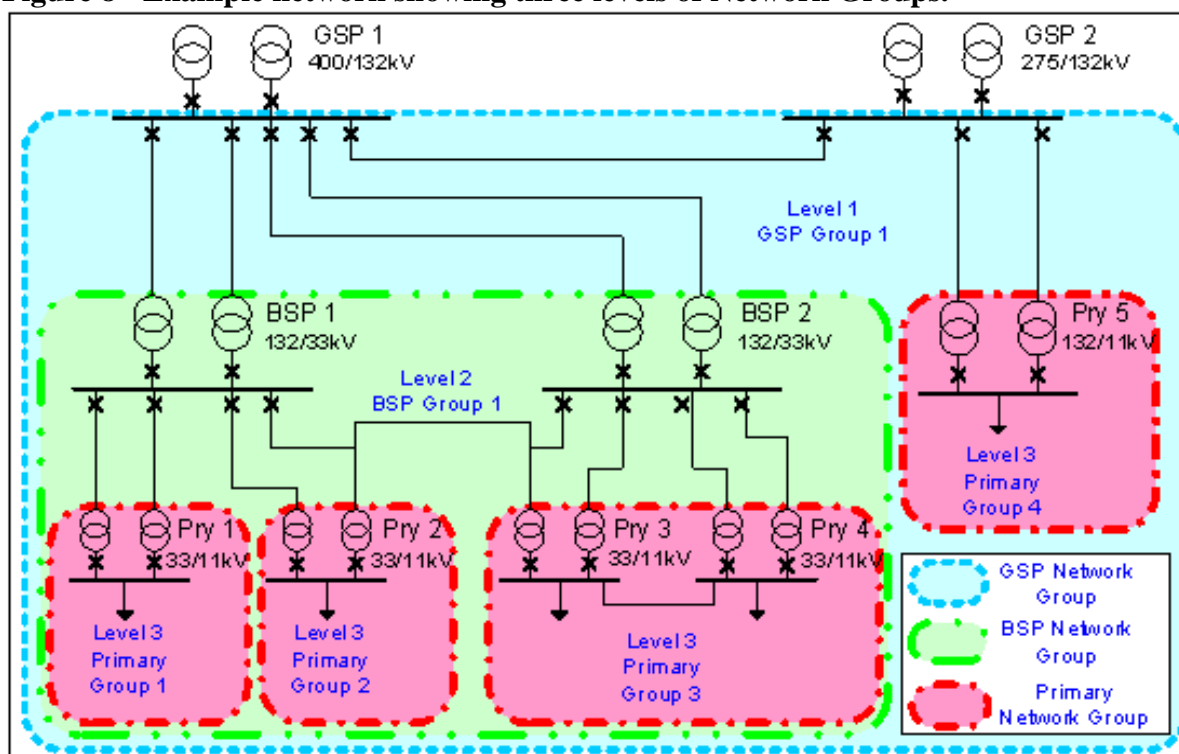 Figure 8 Example network showing three levels of Network Groups.
GSP 1
400/132kV
GSP 2
275/132kV
Level 1
GSP Group 1
BSP 1
132/33kV
BSP 2
132/33kV
Pry 5
132/11kV
Level 2
BSP Group 1
Level 3
Primary
Group 4
Pry 1
33/11kV
Pry 2
33/11kV
Pry 3
33/11kV
Pry 4
33/11kV
Level 3
Primary
Group 1
Level 3
Primary
Group 2
Level 3
Primary
Group 3
GSP Network
Group
BSP Network
Group
Primary
Network Group